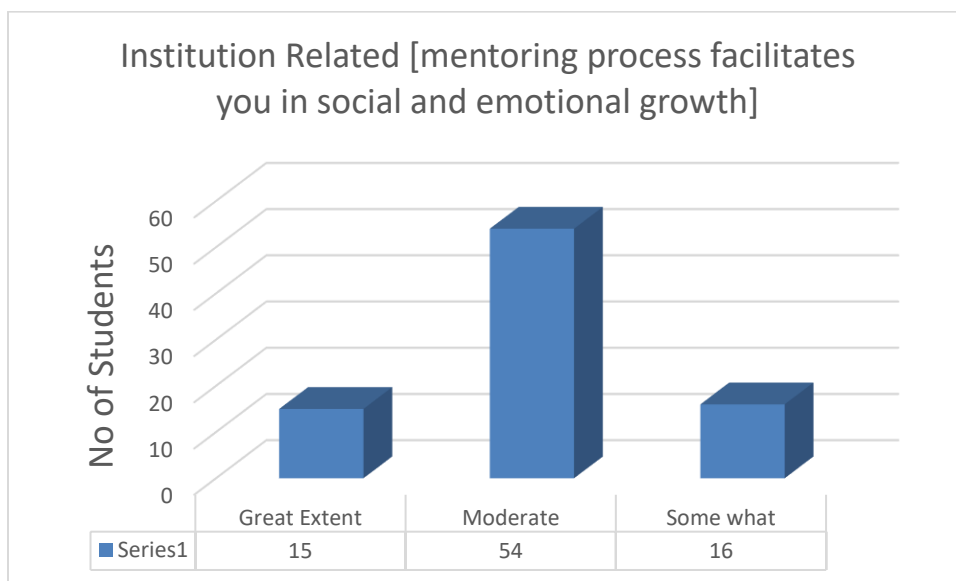 Institution Related [mentoring process facilitates
you in social and emotional growth]
No of Students
60
50
40
30
20
10
0
Great Extent Moderate Some what
Series1 15 54 16